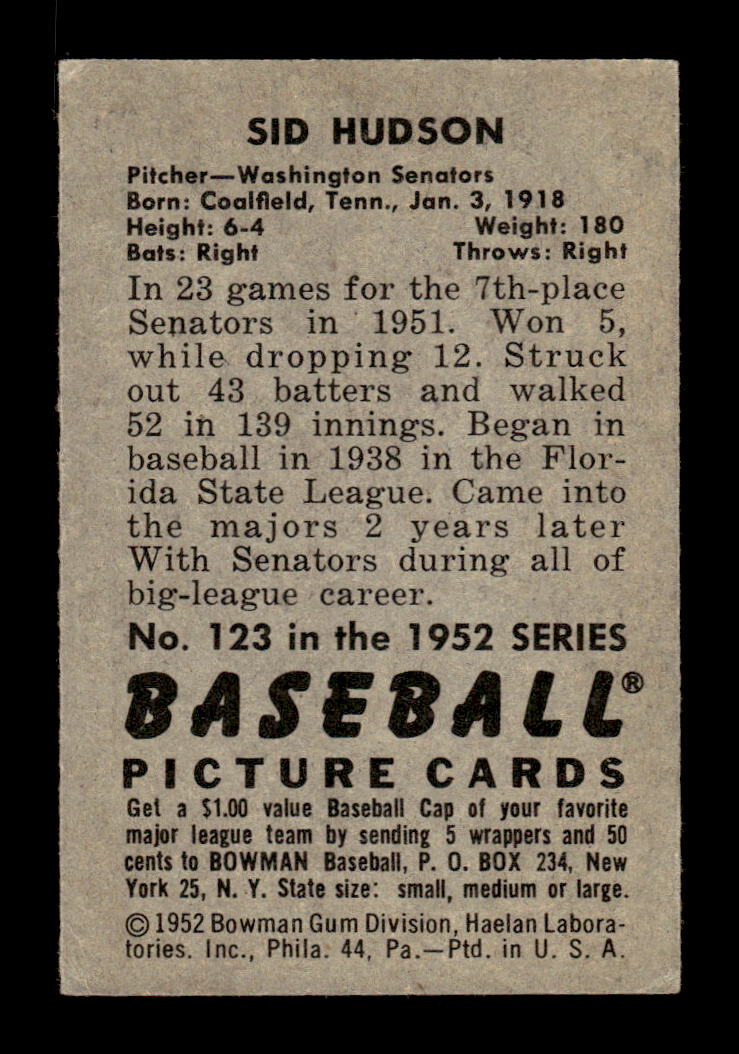 SID HUDSON
Pitcher—Washington Senators
Born: Coalfield, Tenn., Jan. 3, 1918
Height: 6-4 Weight: 180
Bats: Right Throws: Right
In 23 games for the 7th-place
Senators in 1951. Won 5,
while dropping 12. Struck
out 43 batters and walked
52 in 139 innings. Began in
baseball in 1938 in the Flor-
ida State League. Came into
the majors 2 years later
With Senators during all of
big-league career.
No. 123 in the 1952 SERIES
BASEBALL®
PICTURE CARDS
Get a $1.00 value Baseball Cap of your favorite
major league team by sending 5 wrappers and 50
cents to BOWMAN Baseball, P. O. BOX 234, New
York 25, N. Y. State size: small, medium or large.
© 1952 Bowman Gum Division, Haelan Labora-
tories. Inc., Phila. 44, Pa.—Ptd. in U. S. A.